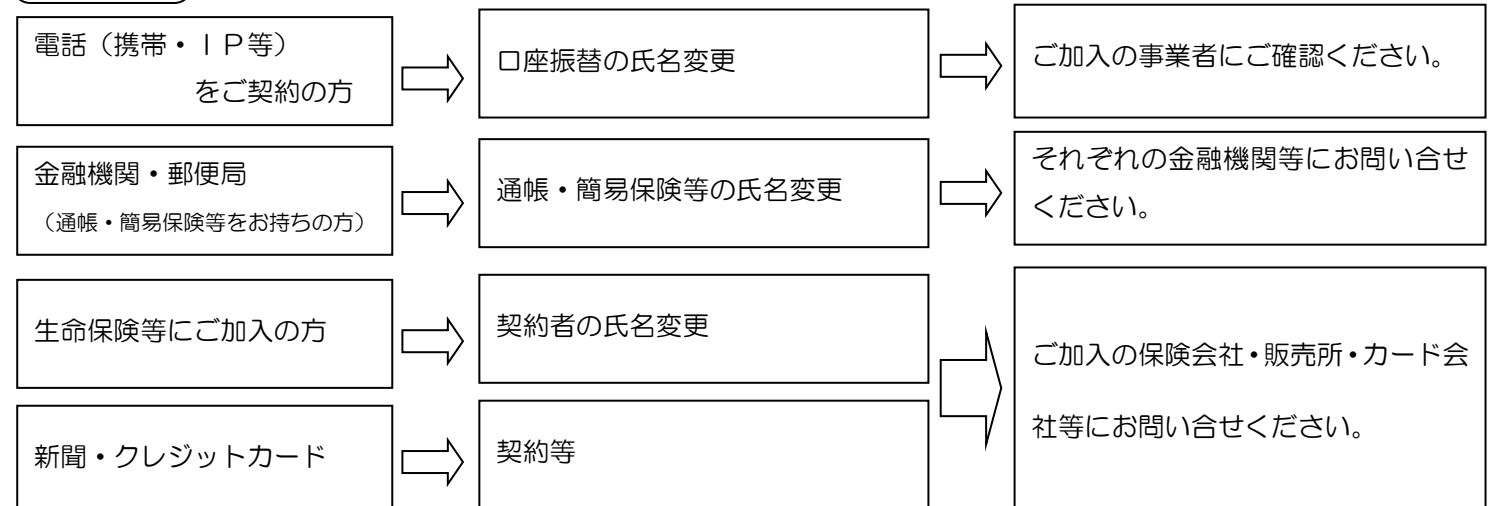 電話（携帯・ＩＰ等）
をご契約の方
口座振替の氏名変更
ご加入の事業者にご確認ください。
金融機関・郵便局
（通帳・簡易保険等をお持ちの方）
通帳・簡易保険等の氏名変更
それぞれの金融機関等にお問い合せ
ください。
生命保険等にご加入の方
契約者の氏名変更
新聞・クレジットカード
契約等
ご加入の保険会社・販売所・カード会
社等にお問い合せください。